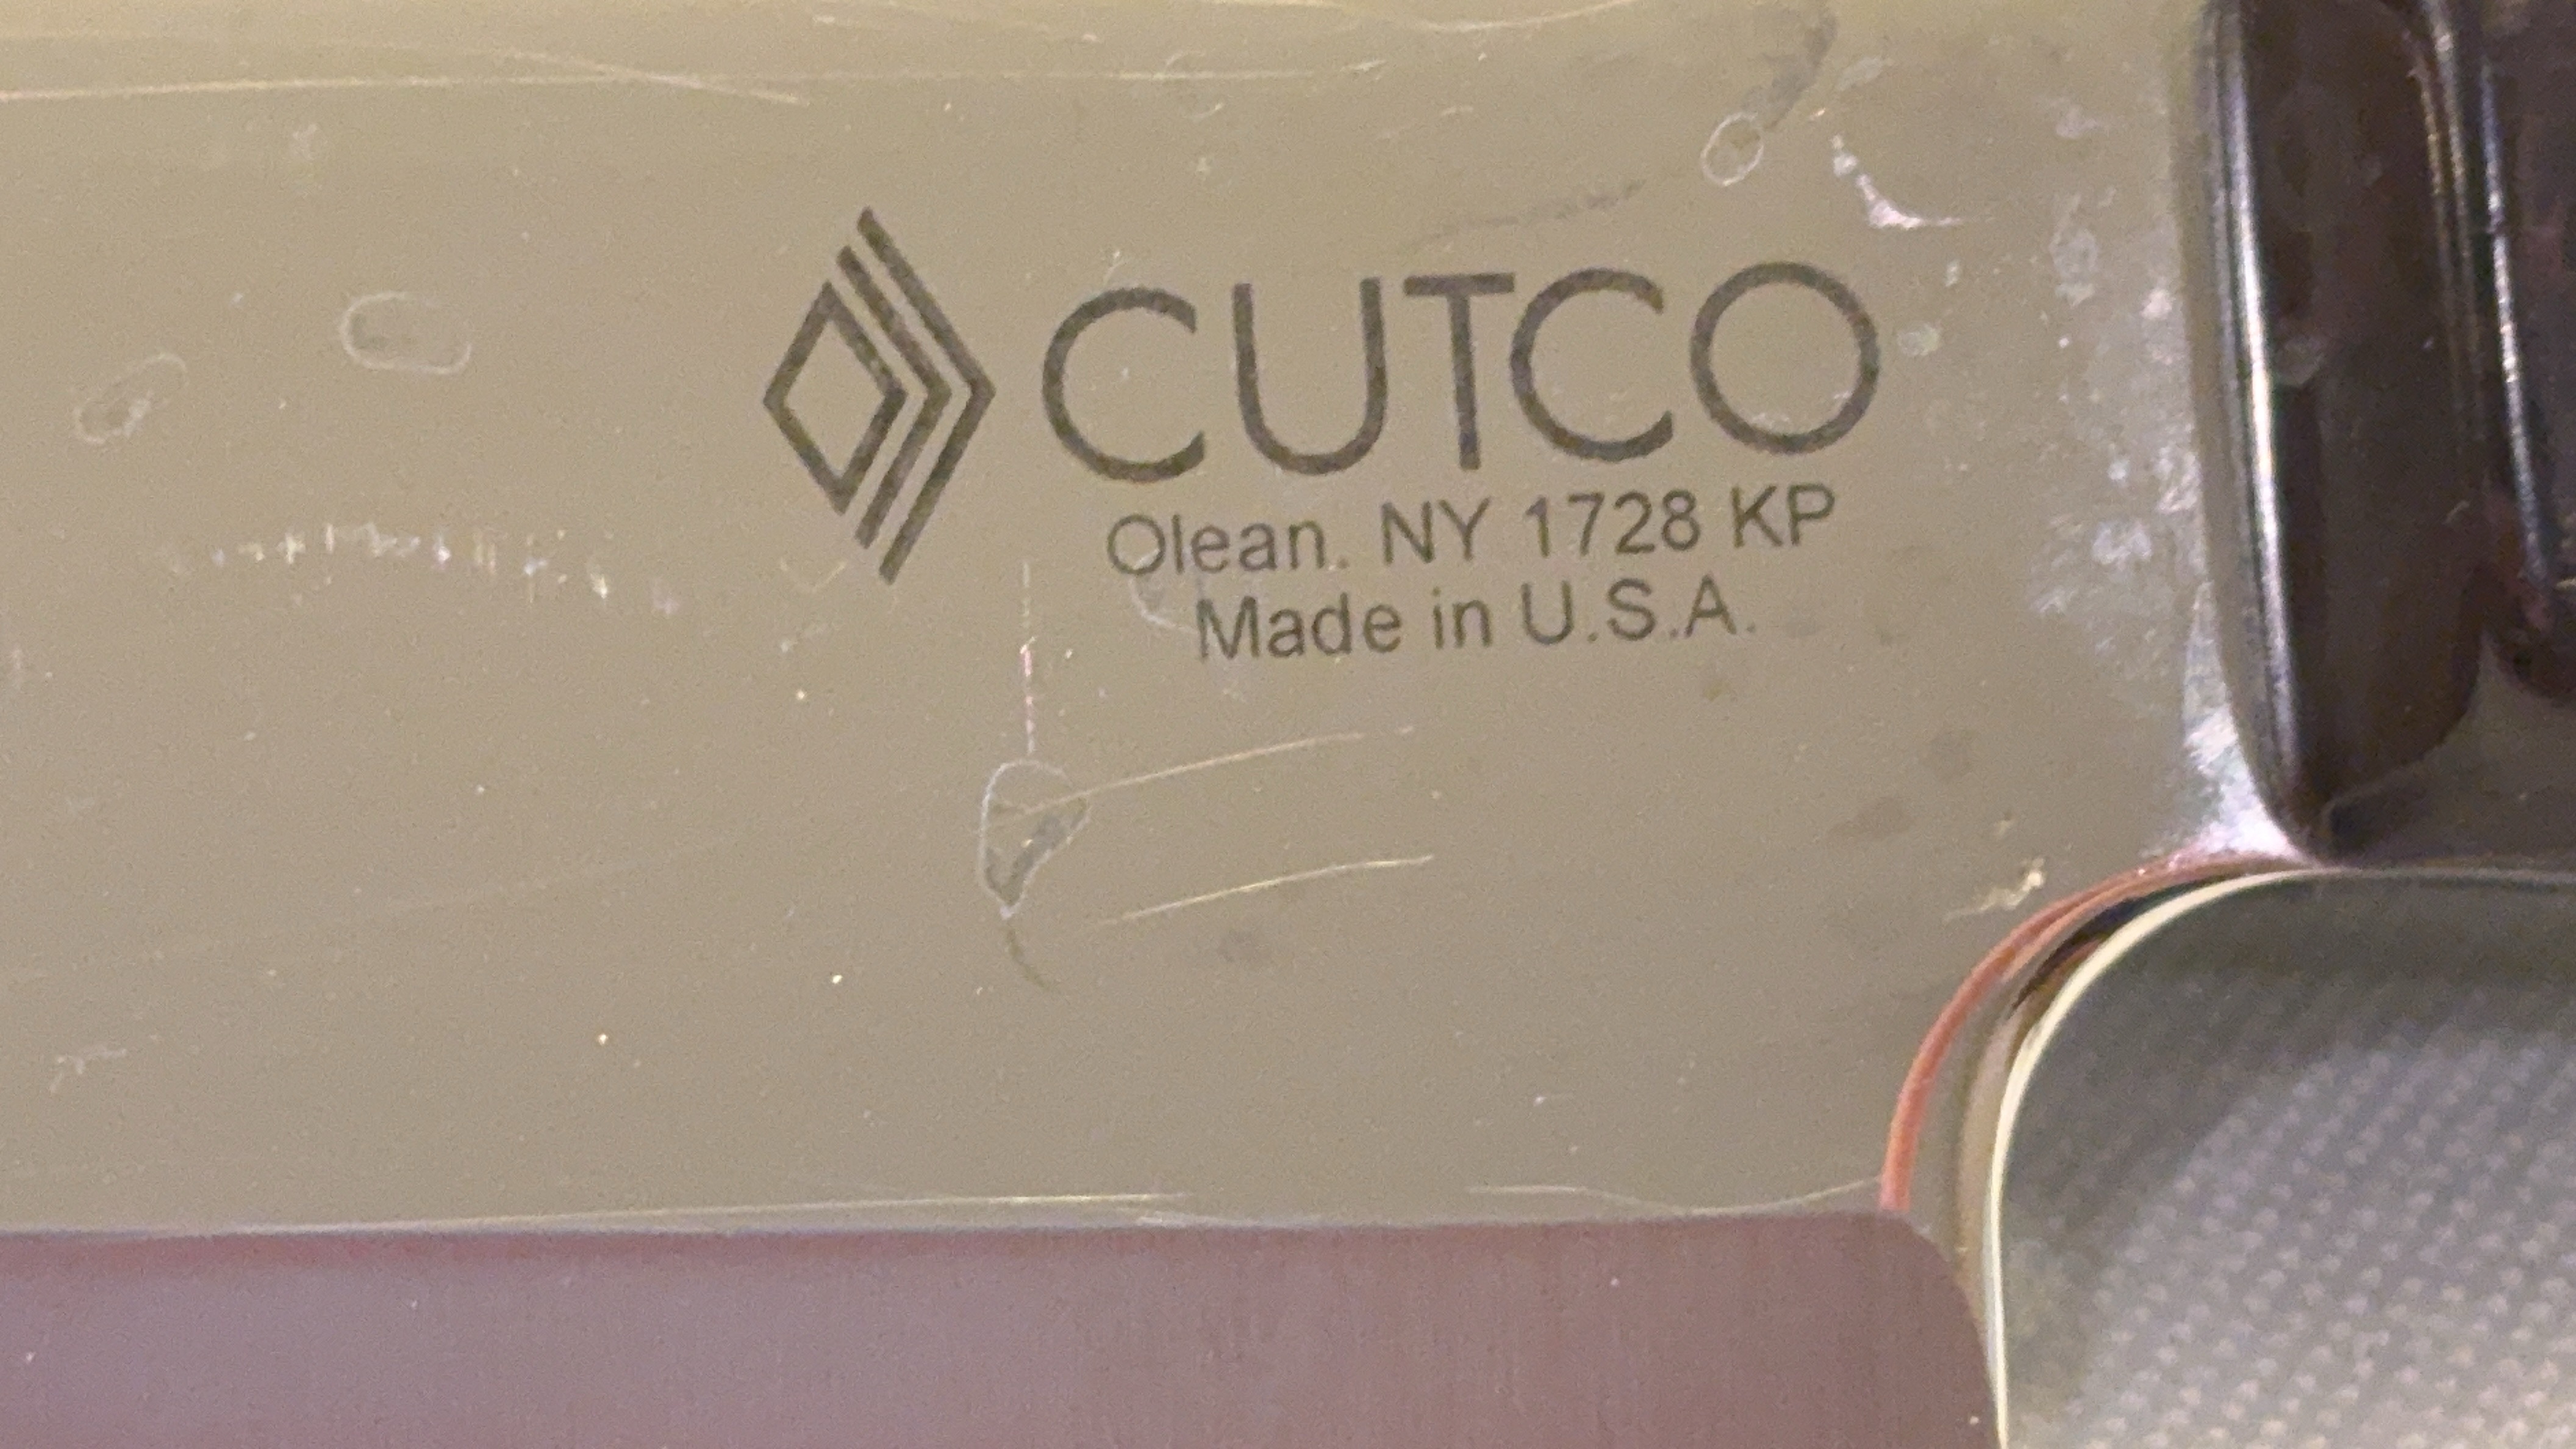 CUTCO
Olean. NY 1728 KP
Made in U.S.A.